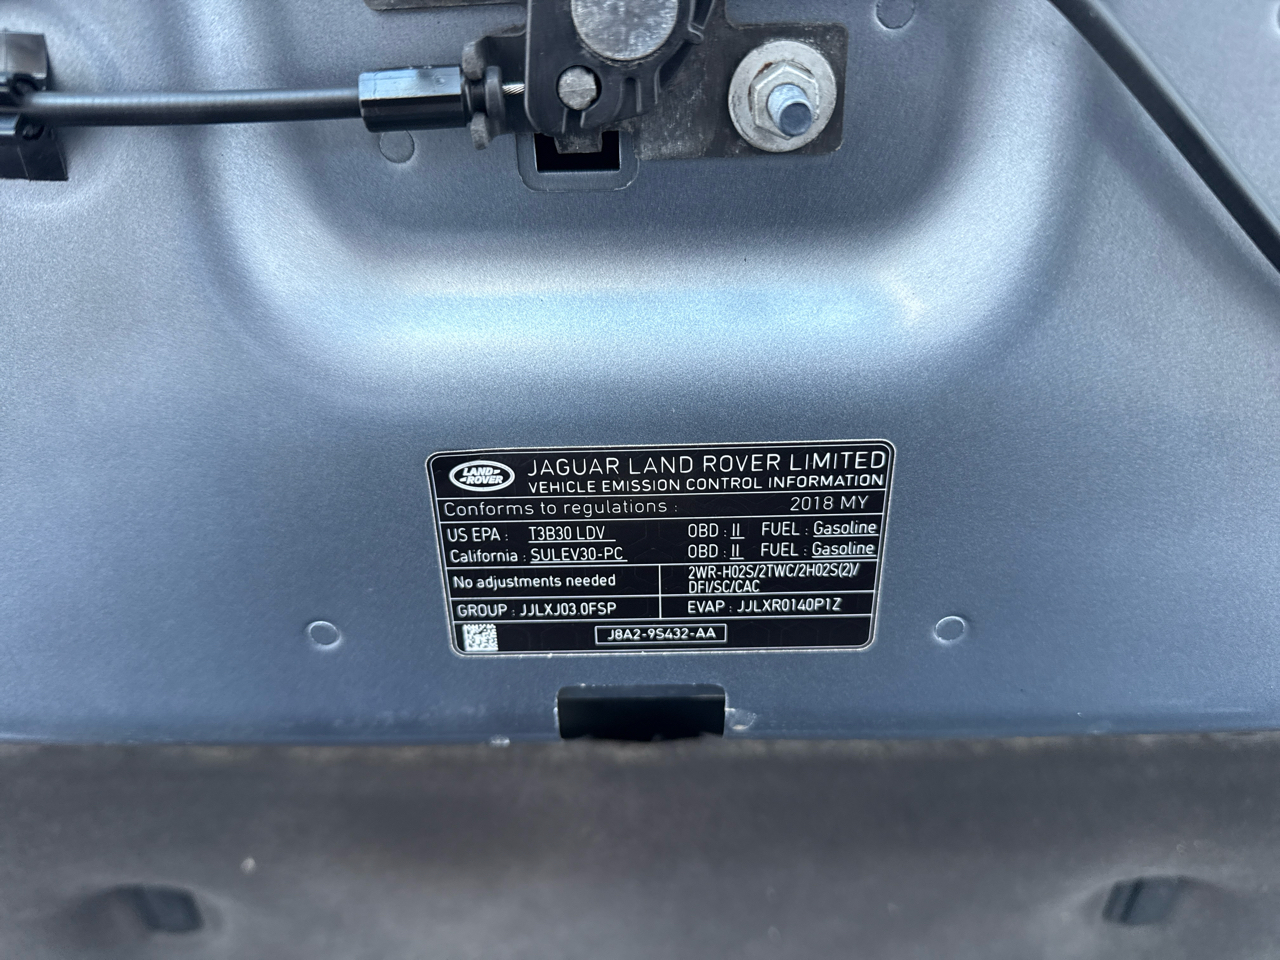 LAND-
-ROVER
JAGUAR LAND ROVER LIMITED
VEHICLE EMISSION CONTROL INFORMATION
Conforms to regulations : 2018 MY
US EPA : T3B30 LDV OBD : II FUEL: Gasoline
California : SULEV30-PC OBD : II FUEL: Gasoline
No adjustments needed
2WR-HO2S/2TWC/2HO2S(2)/
DFI/SC/CAC
GROUP : JJLXJ03.0FSP EVAP : JJLXR0140P1Z
J8A2-9S432-AA